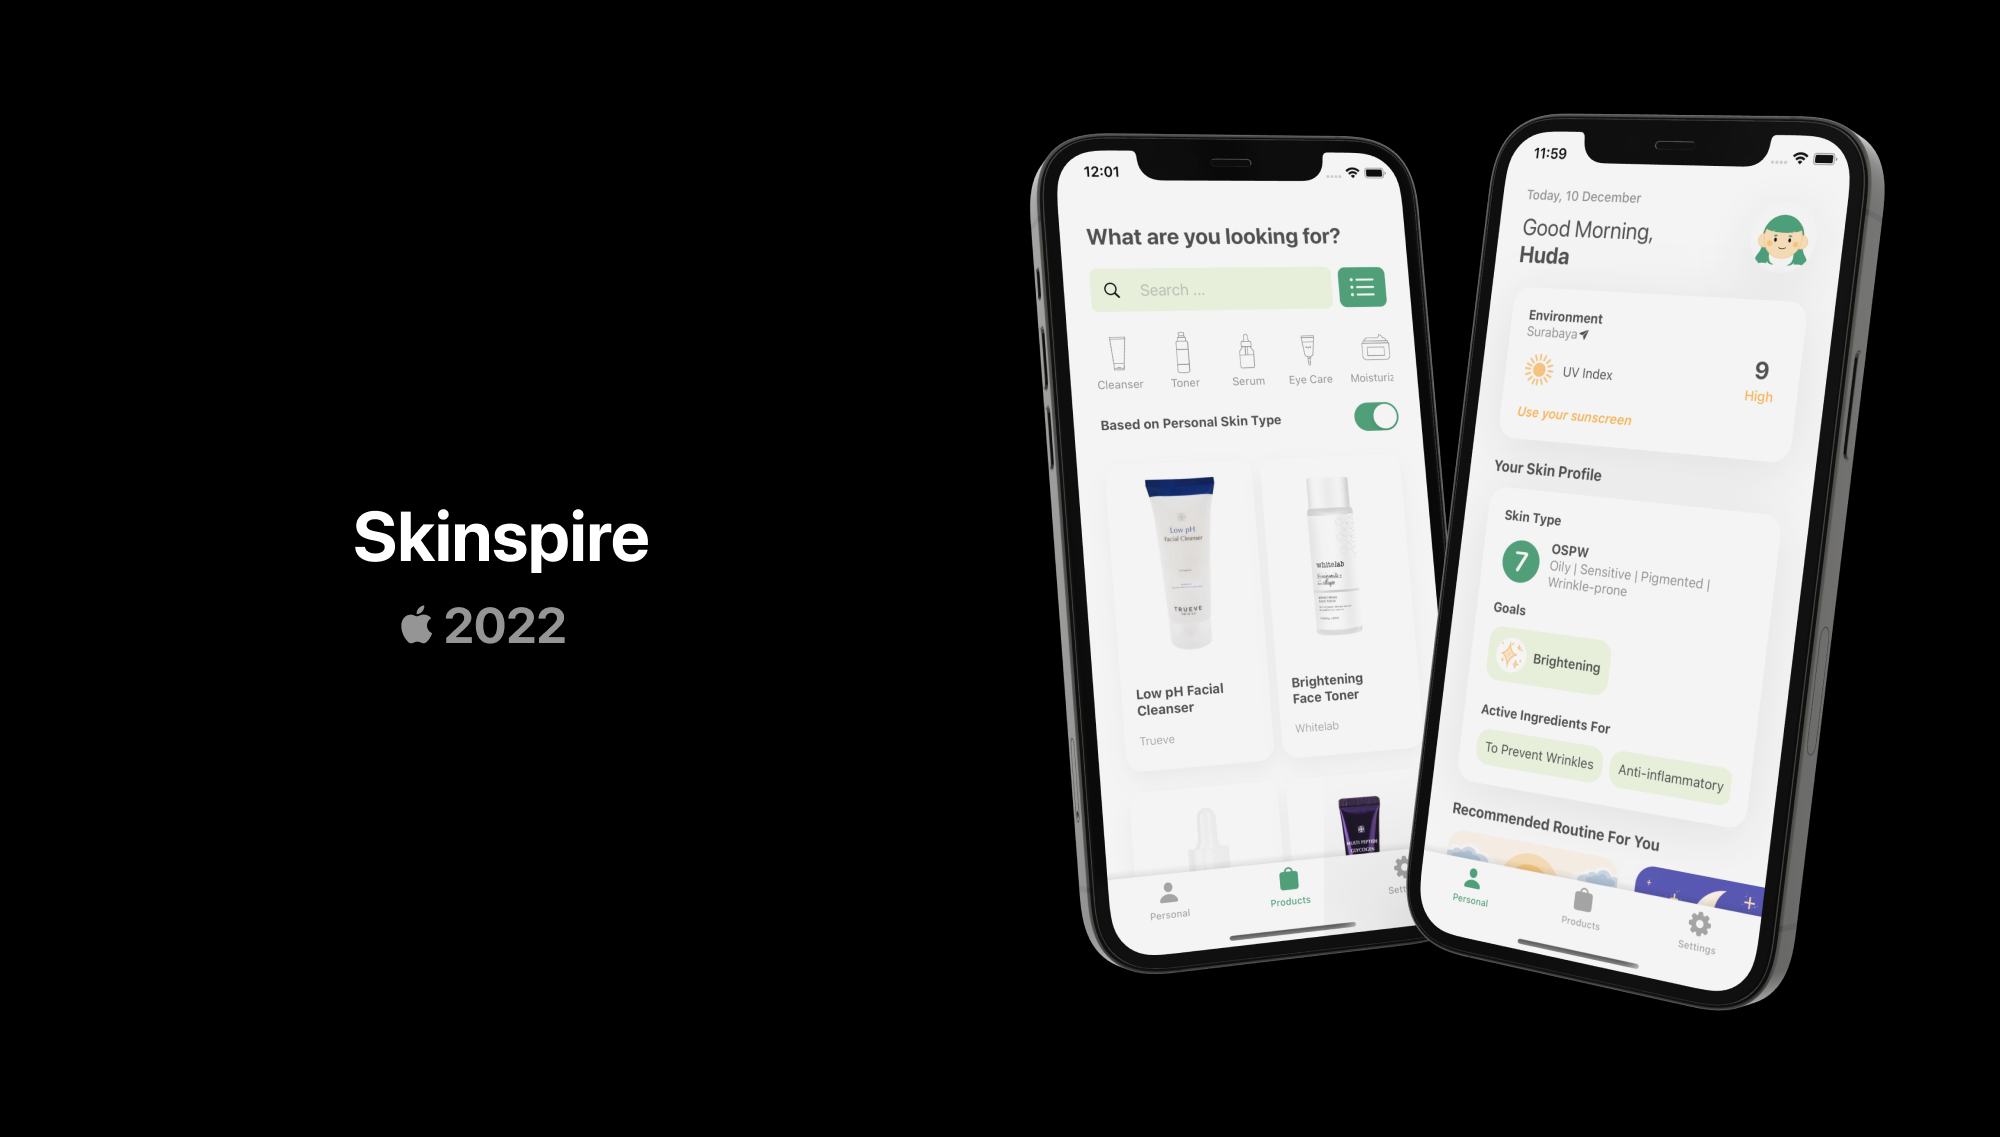 Skinspire
2022
12:01
What are you looking for?
Search ...
Cleanser
Toner
Serum
Eye Care
Moisturiz
Based on Personal Skin Type
Low pH
Facial Cleanser
TRUEVE
Low pH Facial
Cleanser
Trueve
whitelab
Brightening
Face Toner
Whitelab
MULTI PEPTIDE
GLYCOGEN
Personal
Products
Sett
11:59
Today, 10 December
Good Morning,
Huda
Environment
Surabaya
UV Index
9
High
Use your sunscreen
Your Skin Profile
Skin Type
7
OSPW
Oily | Sensitive | Pigmented |
Wrinkle-prone
Goals
Brightening
Active Ingredients For
To Prevent Wrinkles
Anti-inflammatory
Recommended Routine For You
Personal
Products
Settings